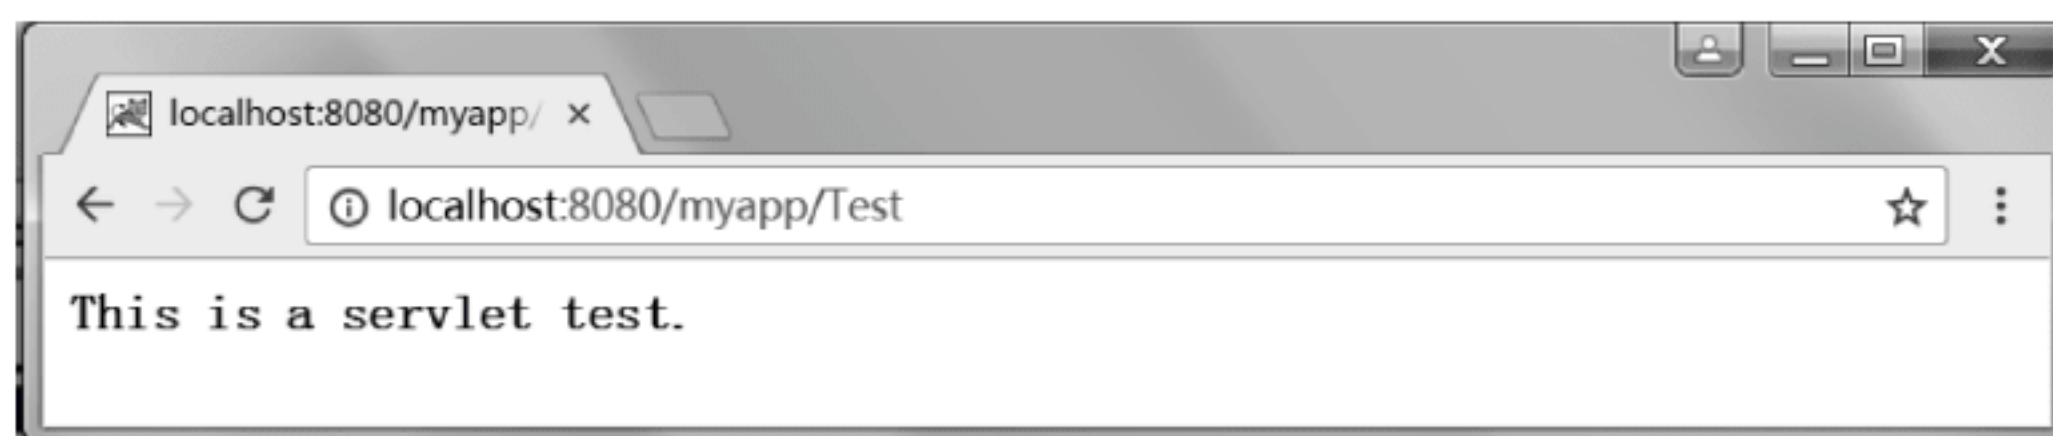 localhost:8080/myapp/
localhost:8080/myapp/Test
This is a servlet test.